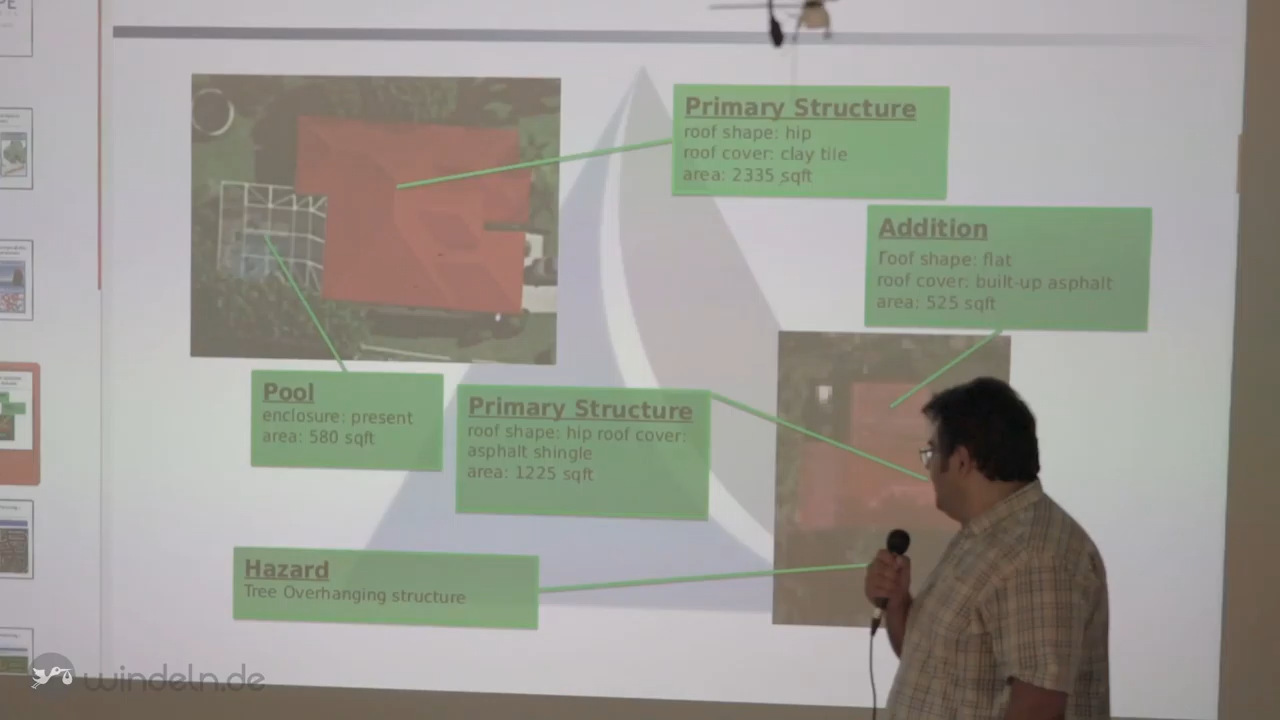 Primary Structure
roof shape: hip
roof cover: clay tile
area: 2335 sqft
Addition
roof shape: flat
roof cover: built-up asphalt
area: 525 sqft
Pool
enclosure: present
area: 580 sqft
Primary Structure
roof shape: hip roof cover:
asphalt shingle
area: 1225 sqft
Hazard
Tree Overhanging structure
windeln.de